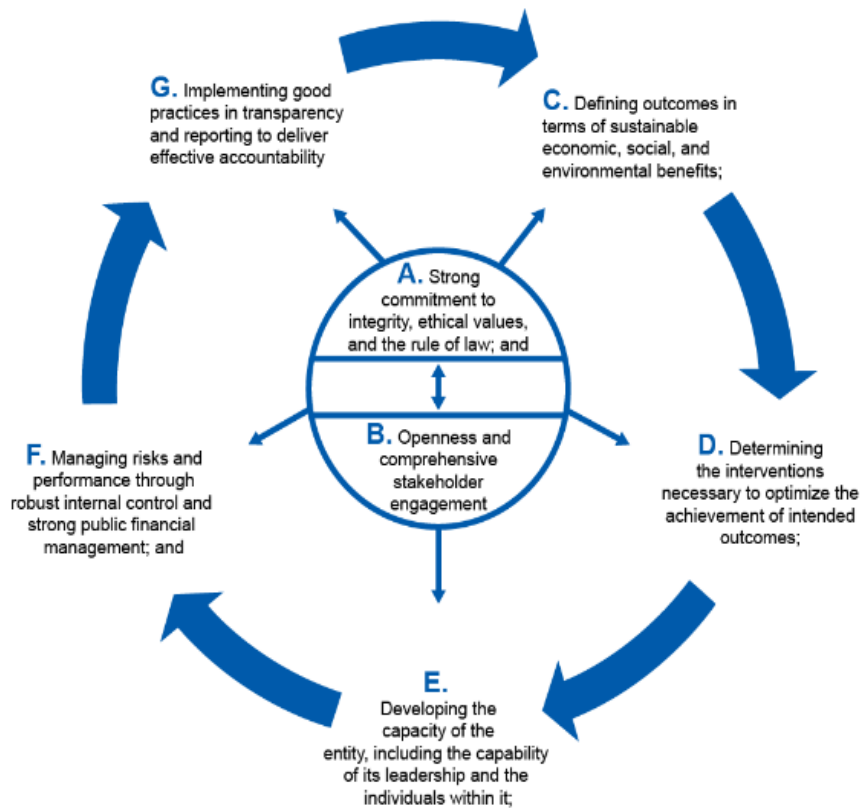 G. Implementing good
practices in transparency
and reporting to deliver
effective accountability
C. Defining outcomes in
terms of sustainable
economic, social, and
environmental benefits;
A. Strong
commitment to
integrity, ethical values,
and the rule of law; and
B. Openness and
comprehensive
stakeholder
engagement
D. Determining
the interventions
necessary to optimize the
achievement of intended
outcomes;
F. Managing risks and
performance through
robust internal control and
strong public financial
management; and
E.
Developing the
capacity of the
entity, including the capability
of its leadership and the
individuals within it;